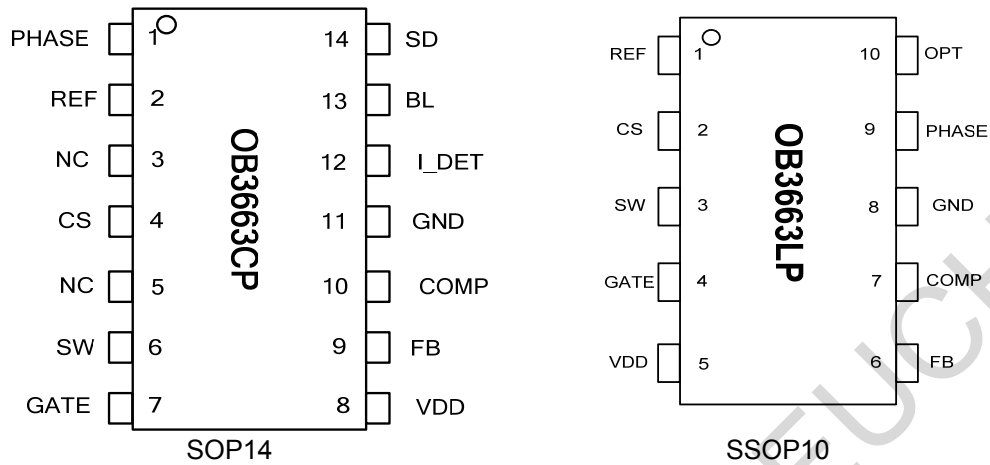 PHASE 1 14 SD
REF 2 13 BL
NC 3 12 I_DET
CS 4 11 GND
NC 5 10 COMP
SW 6 9 FB
GATE 7 8 VDD
OB3663CP
SOP14
REF 1 10 OPT
CS 2 9 PHASE
SW 3 8 GND
GATE 4 7 COMP
VDD 5 6 FB
OB3663LP
SSOP10